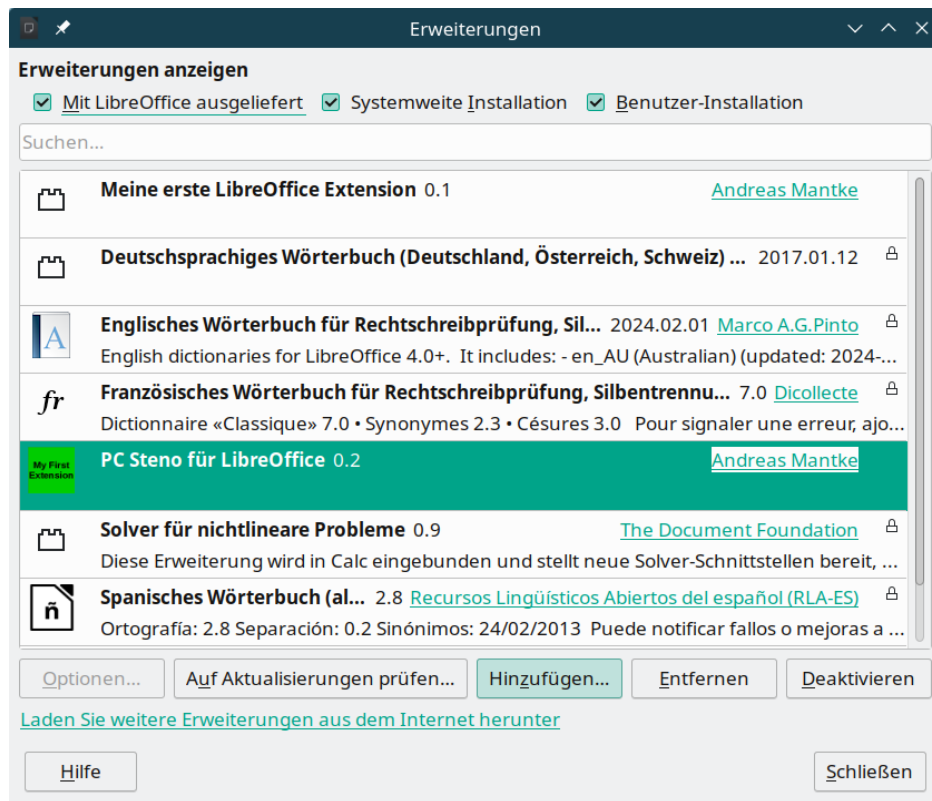 Erweiterungen
Erweiterungen anzeigen
Mit LibreOffice ausgeliefert Systemweite Installation Benutzer-Installation
Suchen...
Meine erste LibreOffice Extension 0.1 Andreas Mantke
Deutschsprachiges Wörterbuch (Deutschland, Österreich, Schweiz) ... 2017.01.12
Englisches Wörterbuch für Rechtschreibprüfung, Sil... 2024.02.01 Marco A.G.Pinto
A
English dictionaries for LibreOffice 4.0+. It includes: - en_AU (Australian) (updated: 2024-...
fr
Französisches Wörterbuch für Rechtschreibprüfung, Silbentrennu... 7.0 Dicollecte
Dictionnaire «Classique» 7.0 • Synonymes 2.3 • Césures 3.0 Pour signaler une erreur, ajo...
PC Steno für LibreOffice 0.2 Andreas Mantke
My First
Extension
Solver für nichtlineare Probleme 0.9 The Document Foundation
Diese Erweiterung wird in Calc eingebunden und stellt neue Solver-Schnittstellen bereit, ...
Spanisches Wörterbuch (al... 2.8 Recursos Lingüísticos Abiertos del español (RLA-ES)
ñ
Ortografía: 2.8 Separación: 0.2 Sinónimos: 24/02/2013 Puede notificar fallos o mejoras a ...
Optionen... Auf Aktualisierungen prüfen... Hinzufügen... Entfernen Deaktivieren
Laden Sie weitere Erweiterungen aus dem Internet herunter
Hilfe Schließen